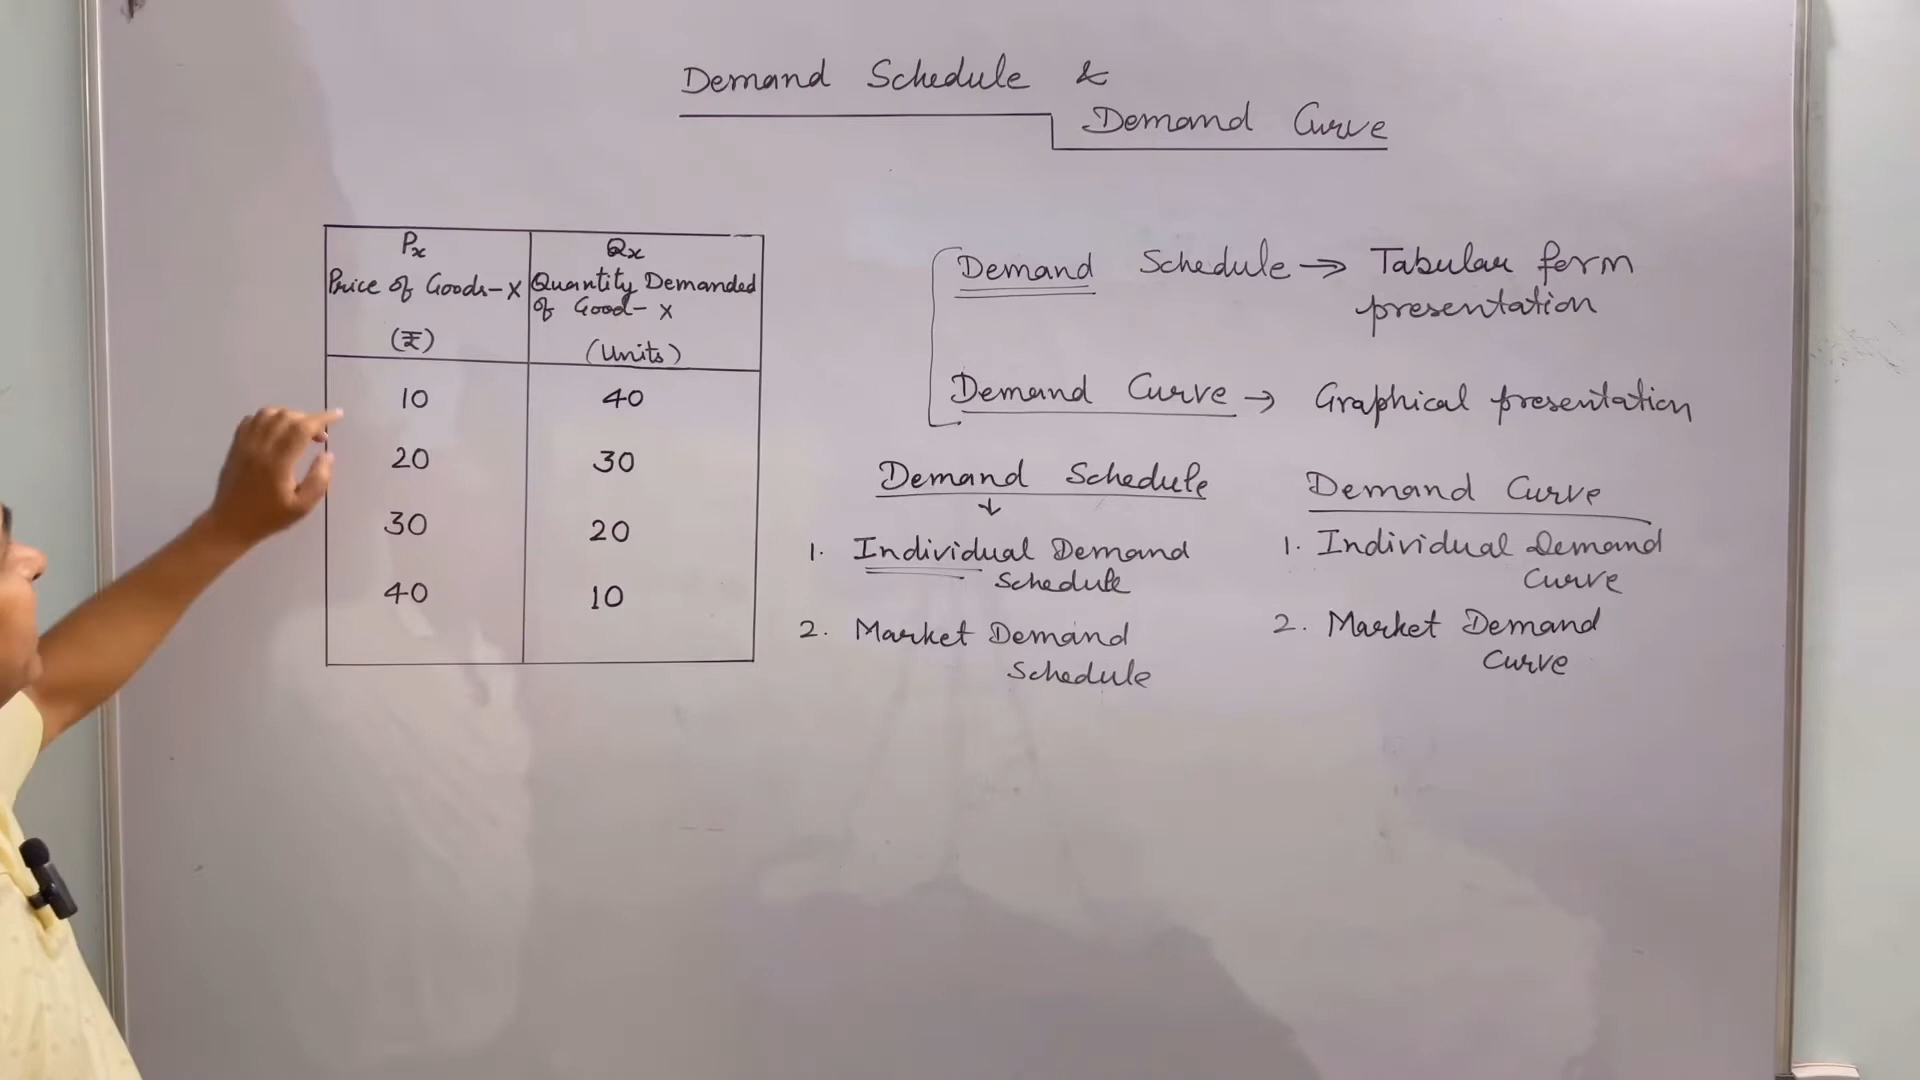 Demand Schedule &
Demand Curve
Px Qx
Price of Goods-X Quantity Demanded
of Good- X
(₹) (Units)
10 40
20 30
30 20
40 10
Demand Schedule → Tabular form
presentation
Demand Curve → Graphical presentation
Demand Schedule
↓
1. Individual Demand
Schedule
2. Market Demand
Schedule
Demand Curve
1. Individual Demand
Curve
2. Market Demand
Curve